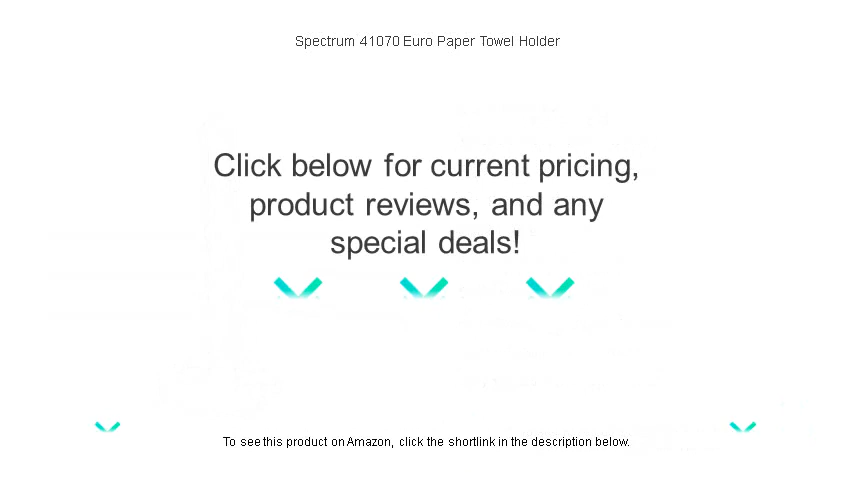 Spectrum 41070 Euro Paper Towel Holder
Click below for current pricing,
product reviews, and any
special deals!
To see this product on Amazon, click the shortlink in the description below.